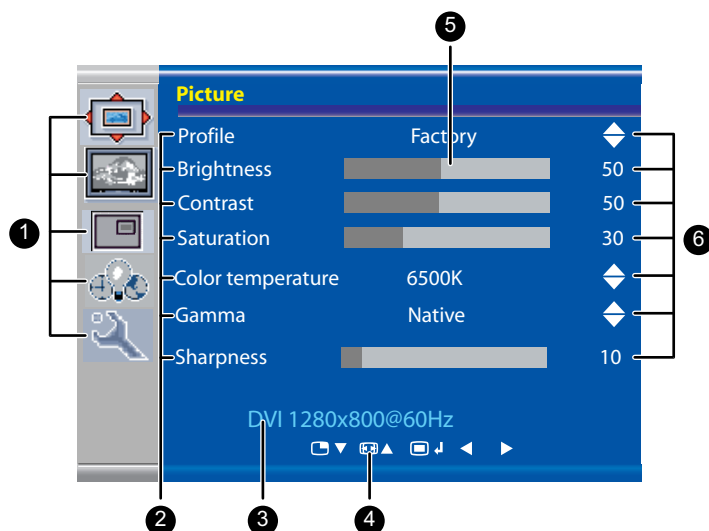 5
Picture
Profile Factory
Brightness 50
Contrast 50
1
6
Saturation 30
Color temperature 6500K
Gamma Native
Sharpness 10
DVI 1280x800@60Hz
2 3 4